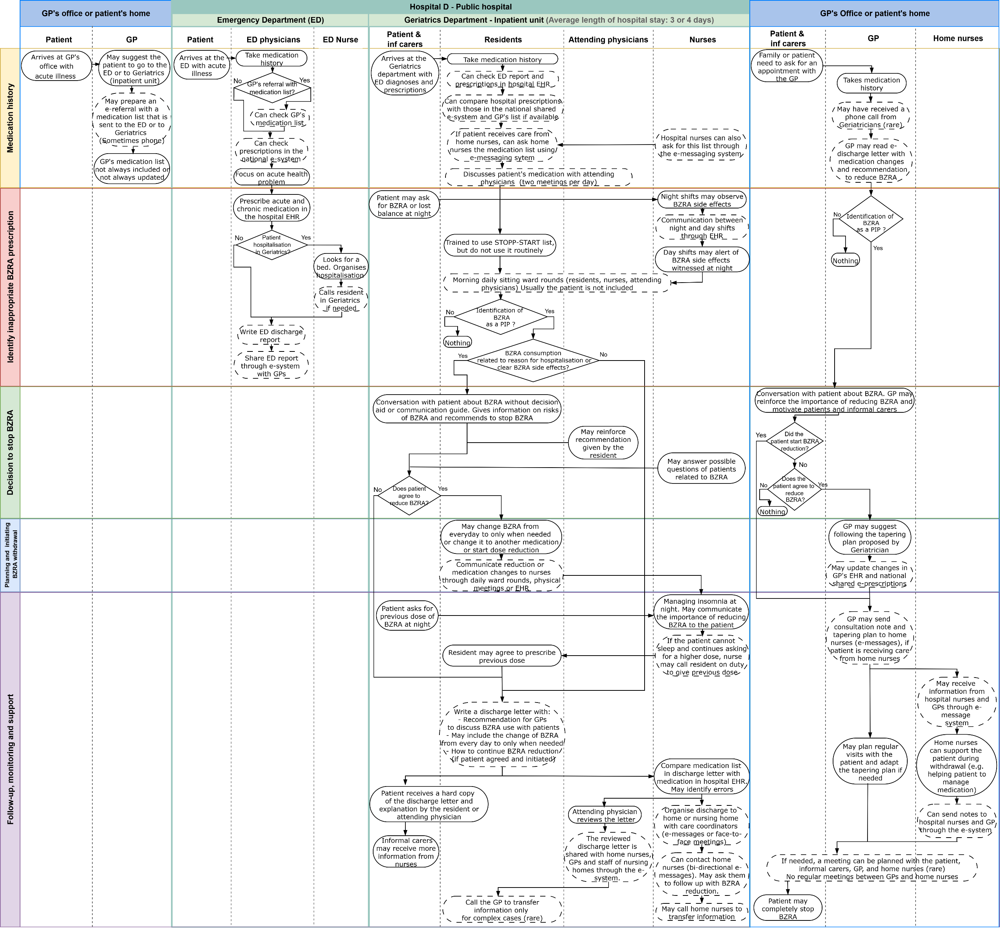 GP's office or patient's home
Hospital D - Public hospital
Emergency Department (ED)
Geriatrics Department - Inpatient unit (Average length of hospital stay: 3 or 4 days)
GP's Office or patient's home
Patient
GP
Patient
ED physicians
ED Nurse
Patient &
inf carers
Residents
Attending physicians
Nurses
Patient &
inf carers
GP
Home nurses
Medication history
Arrives at GP's
office with
acute illness
May suggest the
patient to go to the
ED or to Geriatrics
(inpatient unit)
May prepare an
e-referral with a
medication list that is
sent to the ED or to
Geriatrics
(Sometimes phone)
GP's medication list
not always included or
not always updated
Arrives at the
ED with acute
illness
Take medication
history
No
Yes
GP's referral with
medication list?
Can check GP's
medication list
Can check
prescriptions in the
national e-system
Focus on acute health
problem
Arrives at the
Geriatrics
department with
ED diagnoses and
prescriptions
Take medication history
Can check ED report and
prescriptions in hospital EHR
Can compare hospital prescriptions
with those in the national shared
e-system and GP's list if available
If patient receives care from
home nurses, can ask home
nurses the medication list using
e-messaging sytem
Hospital nurses can also
ask for this list through
the e-messaging system
Discusses patient's medication with attending
physicians  (two meetings per day)
Family or patient
need to ask for an
appointment with
the GP
Takes medication
history
May have received a
phone call from
Geriatricians (rare)
GP may read e-
discharge letter with
medication changes
and recommendation
to reduce BZRA
Identify inappropriate BZRA prescription
Prescribe acute and
chronic medication in
the hospital EHR
No
Yes
Patient
hospitalisation
in Geriatrics?
Looks for a
bed. Organises
hospitalisation
Calls resident
in Geriatrics
if needed
Write ED discharge
report
Share ED report
through e-system
with GPs
Patient may ask
for BZRA or lost
balance at night
Night shifts may observe
BZRA side effects
Communication between
night and day shifts
through EHR
Day shifts may alert of
BZRA side effects
witnessed at night
Trained to use STOPP-START list,
but do not use it routinely
Morning daily sitting ward rounds (residents, nurses, attending
physicians) Usually the patient is not included
No
Yes
Identification of
BZRA
as a PIP ?
Nothing
Yes
No
BZRA consumption
related to reason for hospitalisation or
clear BZRA side effects?
No
Identification of
BZRA
as a PIP ?
Yes
Nothing
Decision to stop BZRA
Conversation with patient about BZRA without decision
aid or communication guide. Gives information on risks
of BZRA and recommends to stop BZRA
May reinforce
recommendation
given by the
resident
May answer possible
questions of patients
related to BZRA
No
Yes
Does patient
agree to
reduce BZRA?
Conversation with patient about BZRA. GP may
reinforce the importance of reducing BZRA and
motivate patients and informal carers
Yes
Did the
patient start BZRA
reduction?
No
No
Yes
Does the
patient agree to
reduce
BZRA?
Nothing
Planning and  initiating
BZRA withdrawal
May change BZRA from
everyday to only when needed
or change it to another medication
or start dose reduction
Communicate reduction or
medication changes to nurses
through daily ward rounds, physical
meetings or EHR
GP may suggest
following the tapering
plan proposed by
Geriatrician
May update changes in
GP's EHR and national
shared e-prescriptions
Follow-up, monitoring and support
Patient asks for
previous dose of
BZRA at night
Managing insomnia at
night. May communicate
the importance of reducing
BZRA to the patient
If the patient cannot
sleep and continues asking
for a higher dose, nurse
may call resident on duty
to give previous dose
Resident may agree to prescribe
previous dose
Write a discharge letter with:
- Recommendation for GPs
to discuss BZRA use with patients
- May include the change of BZRA
from every day to only when needed
- How to continue BZRA reduction
(if patient agreed and initiated)
Patient receives a hard copy
of the discharge letter and
explanation by the resident or
attending physician
Informal carers
may receive more
information from
nurses
Compare medication list
in discharge letter with
medication in hospital EHR.
May identify errors
Attending physician
reviews the letter
The reviewed
discharge letter is
shared with home nurses,
GPs and staff of nursing
homes through the e-
system.
Call the GP to transfer
information only
for complex cases (rare)
Organise discharge to
home or nursing home
with care coordinators
(e-messages or face-to-
face meetings)
Can contact home
nurses (bi-directional e-
messages). May ask them
to follow up with BZRA
reduction.
May call home nurses to
transfer information
GP may send
consultation note and
tapering plan to home
nurses (e-messages), if
patient is receiving care
from home nurses
May receive
information from
hospital nurses and
GPs through e-
message
system
May plan regular
visits with the
patient and adapt
the tapering plan if
needed
Home nurses
can support the
patient during
withdrawal (e.g.
helping patient to
manage
medication)
Can send notes to
hospital nurses and GP
through the e-system
If needed, a meeting can be planned with the patient,
informal carers, GP, and home nurses (rare)
No regular meetings between GPs and home nurses
Patient may
completely stop
BZRA